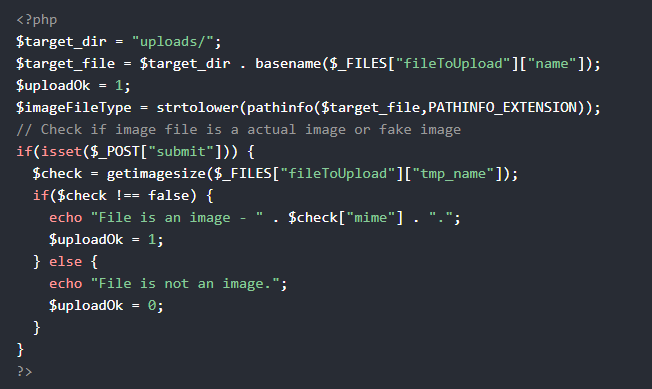 <?php
$target_dir = "uploads/";
$target_file = $target_dir . basename($_FILES["fileToUpload"]["name"]);
$uploadOk = 1;
$imageFileType = strtolower(pathinfo($target_file,PATHINFO_EXTENSION));
// Check if image file is a actual image or fake image
if(isset($_POST["submit"])) {
  $check = getimagesize($_FILES["fileToUpload"]["tmp_name"]);
  if($check !== false) {
    echo "File is an image - " . $check["mime"] . ".";
    $uploadOk = 1;
  } else {
    echo "File is not an image.";
    $uploadOk = 0;
  }
}
?>